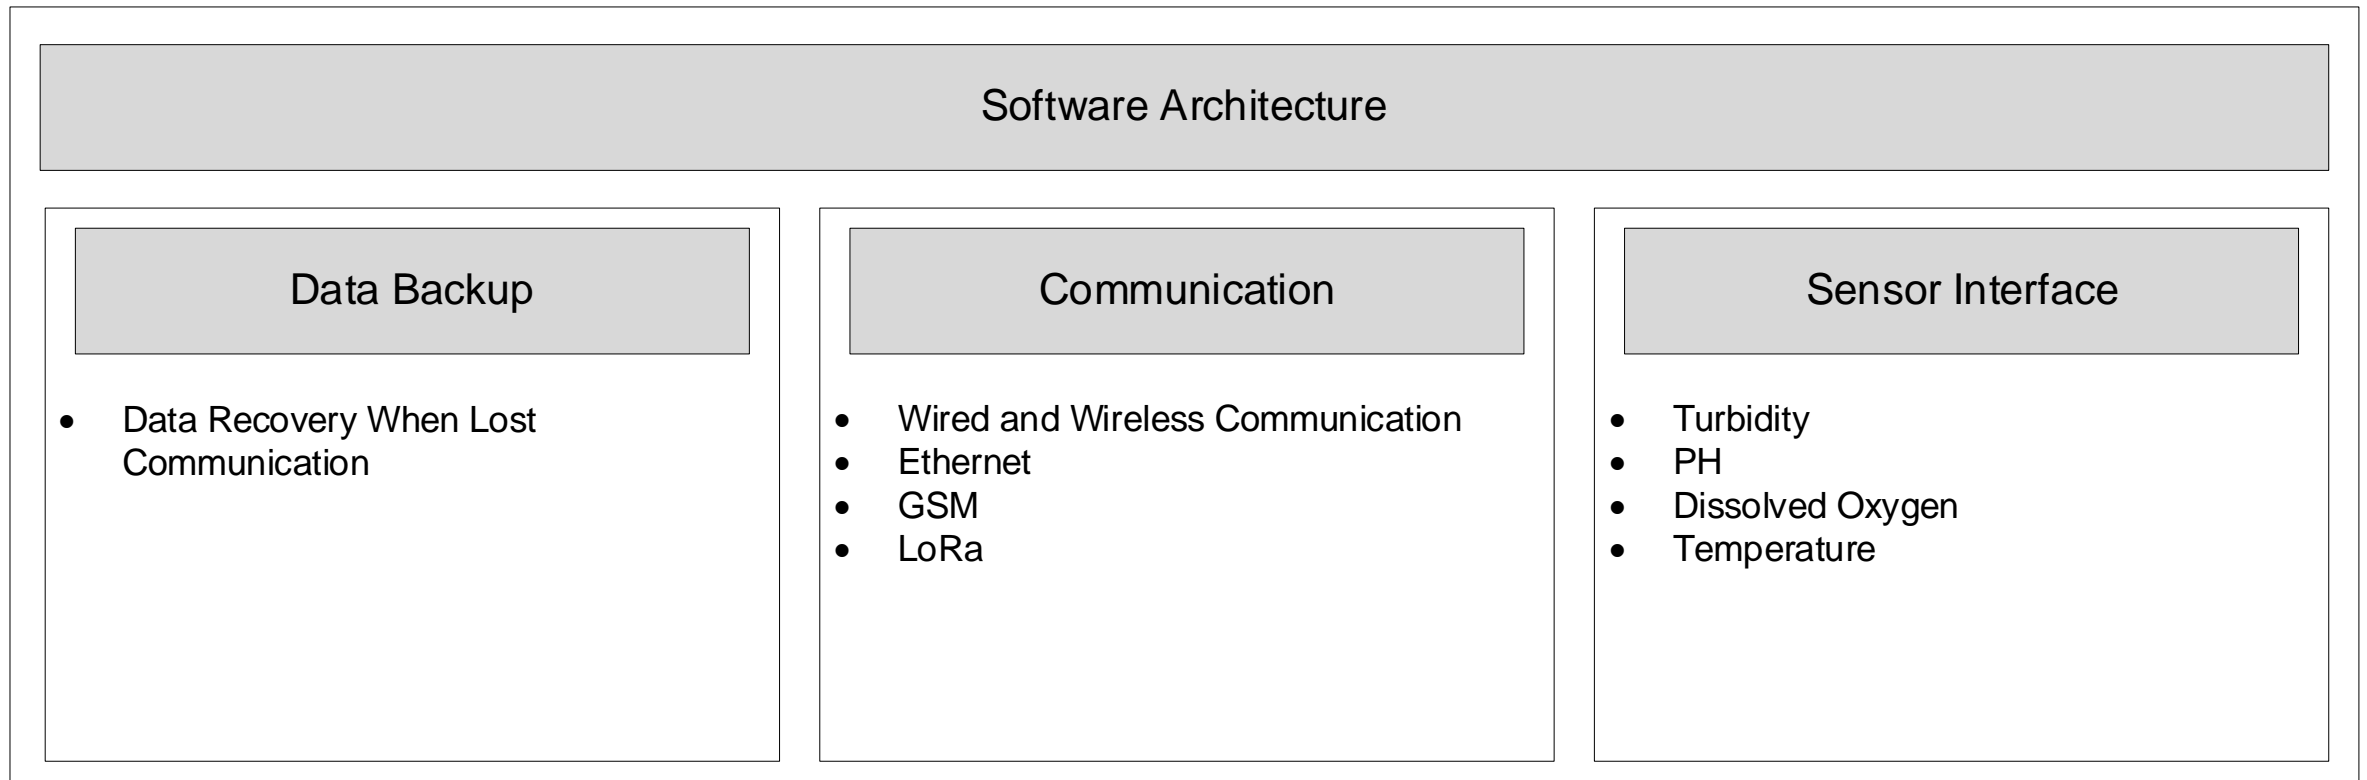 Software Architecture
Data Backup
• Data Recovery When Lost
Communication
Communication
• Wired and Wireless Communication
• Ethernet
• GSM
• LoRa
Sensor Interface
• Turbidity
• PH
• Dissolved Oxygen
• Temperature